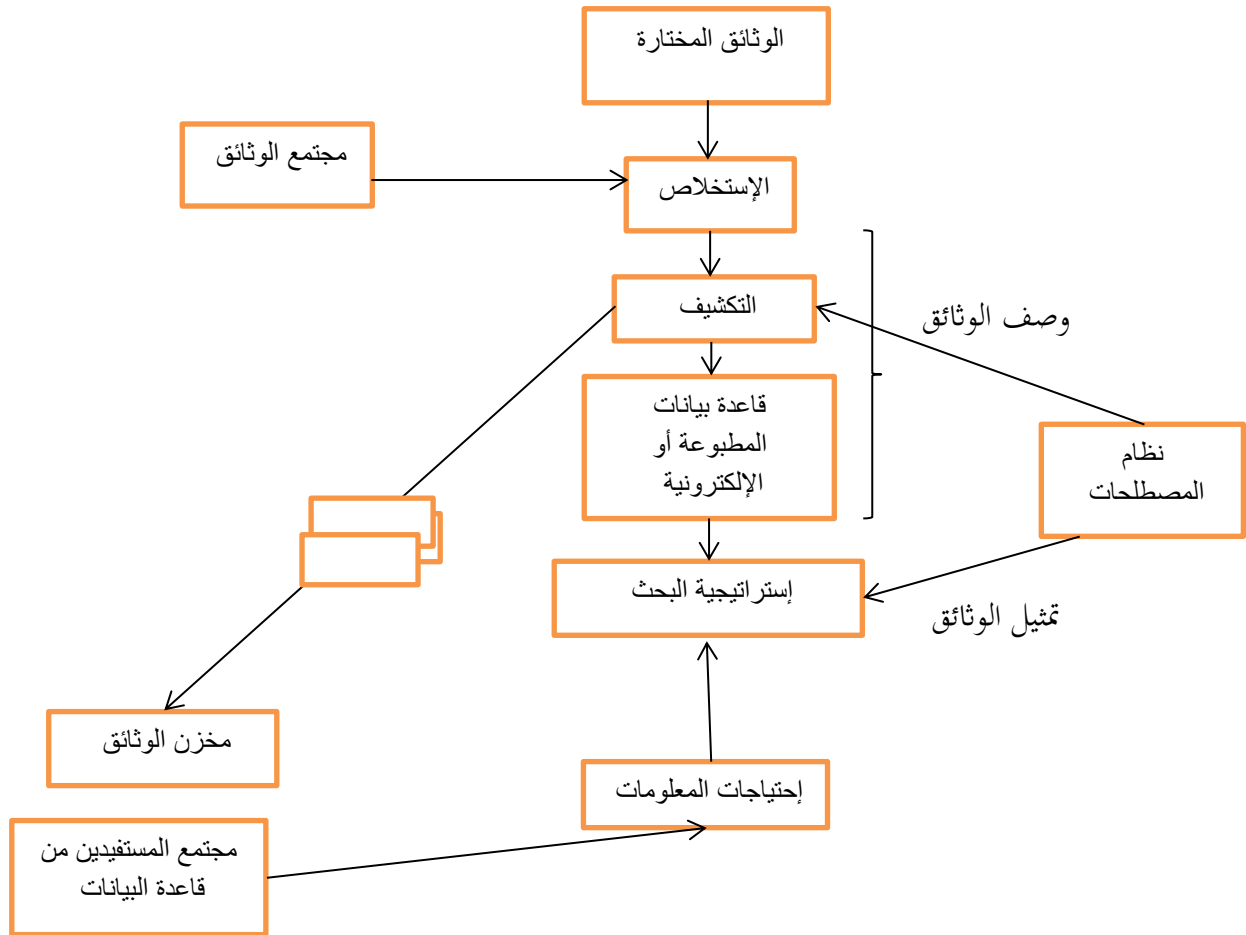 الوثائق المختارة
مجتمع الوثائق
الإستخلاص
التكشيف
وصف الوثائق
قاعدة بيانات
المطبوعة أو
الإلكترونية
نظام
المصطلحات
إستراتيجية البحث
تمثيل الوثائق
مخزن الوثائق
إحتياجات المعلومات
مجتمع المستفيدين من
قاعدة البيانات